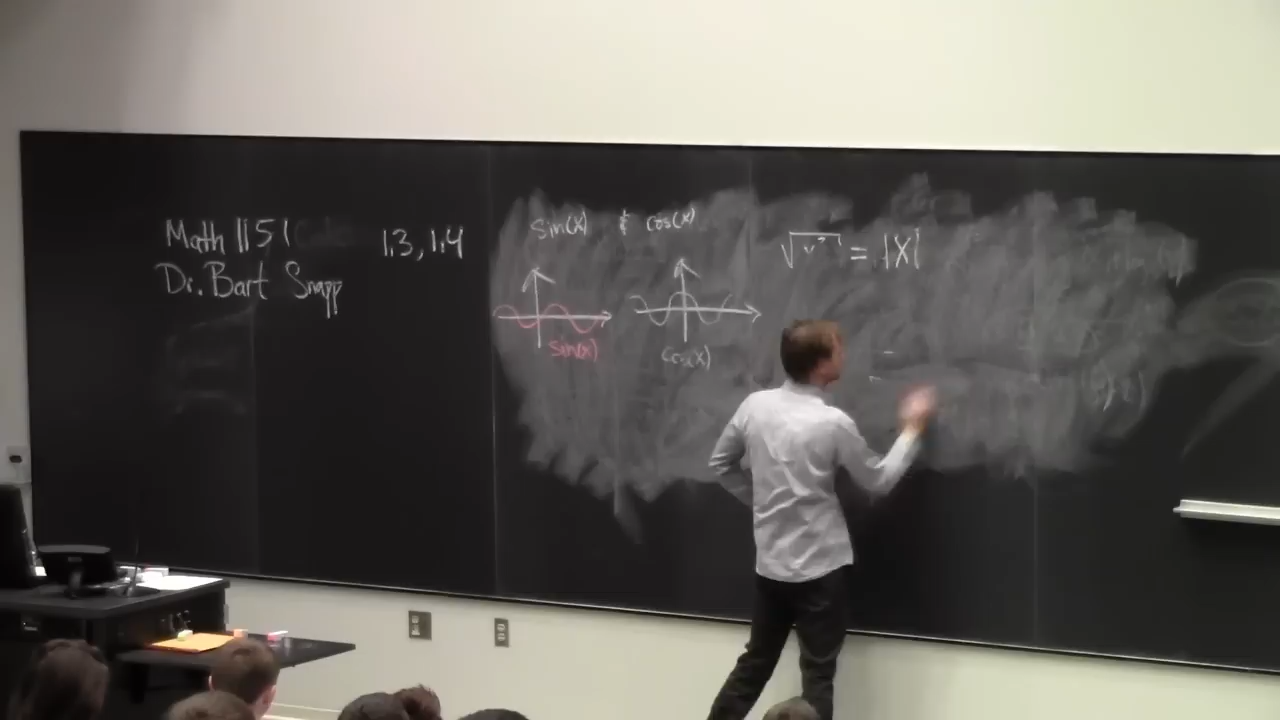 Math 1151
Dr. Bart Snapp
1.3, 1.4
sin(x) & cos(x)
sin(x)
cos(x)
√x² = |x|